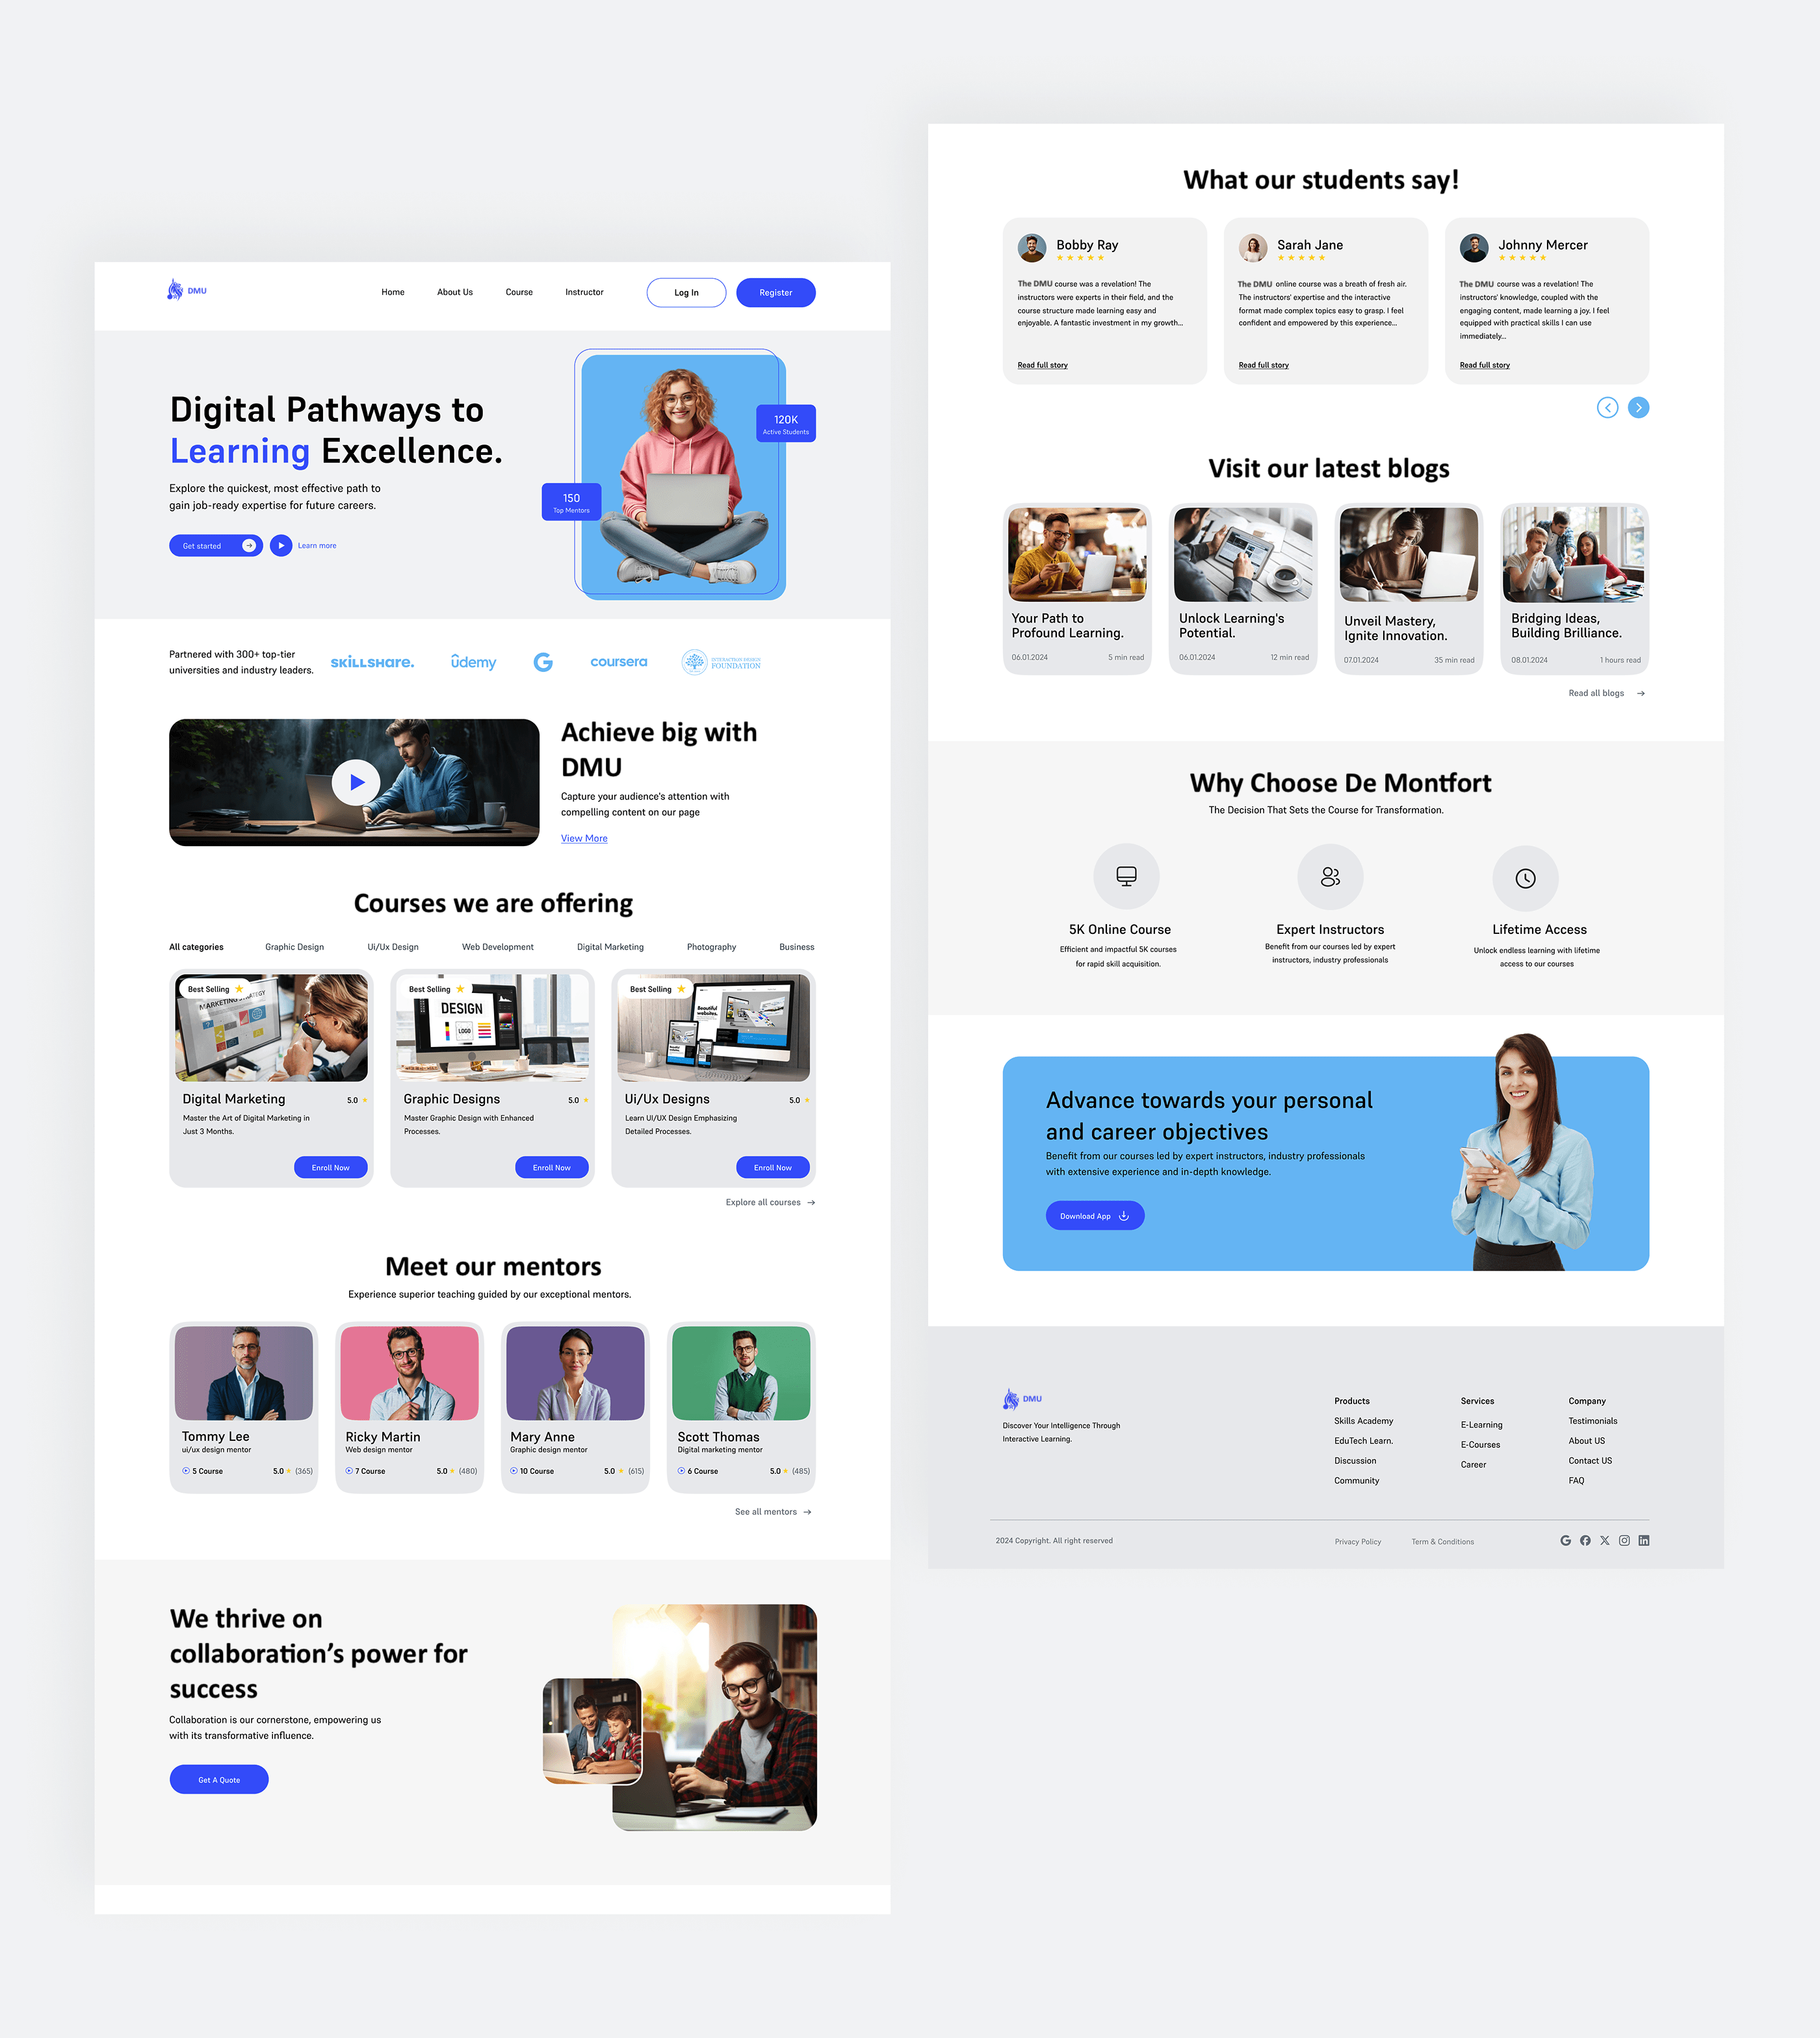 DMU
Home
About Us
Course
Instructor
Log In
Register
Digital Pathways to
Learning Excellence.
Explore the quickest, most effective path to
gain job-ready expertise for future careers.
Get started
Learn more
120K
Active Students
150
Top Mentors
Partnered with 300+ top-tier
universities and industry leaders.
SKILLSHARE.
ûdemy
G
coursera
INTERACTION DESIGN
FOUNDATION
Achieve big with
DMU
Capture your audience's attention with
compelling content on our page
View More
Courses we are offering
All categories
Graphic Design
Ui/Ux Design
Web Development
Digital Marketing
Photography
Business
Best Selling
MARKETING STRATEGY
Digital Marketing
5.0
Master the Art of Digital Marketing in
Just 3 Months.
Enroll Now
Best Selling
DESIGN
LOGO
Graphic Designs
5.0
Master Graphic Design with Enhanced
Processes.
Enroll Now
Best Selling
Beautiful
websites.
Ui/Ux Designs
5.0
Learn UI/UX Design Emphasizing
Detailed Processes.
Enroll Now
Explore all courses
Meet our mentors
Experience superior teaching guided by our exceptional mentors.
Tommy Lee
ui/ux design mentor
5 Course
5.0 (365)
Ricky Martin
Web design mentor
7 Course
5.0 (480)
Mary Anne
Graphic design mentor
10 Course
5.0 (615)
Scott Thomas
Digital marketing mentor
6 Course
5.0 (485)
See all mentors
We thrive on
collaboration’s power for
success
Collaboration is our cornerstone, empowering us
with its transformative influence.
Get A Quote
What our students say!
Bobby Ray
The DMU course was a revelation! The
instructors were experts in their field, and the
course structure made learning easy and
enjoyable. A fantastic investment in my growth...
Read full story
Sarah Jane
The DMU online course was a breath of fresh air.
The instructors' expertise and the interactive
format made complex topics easy to grasp. I feel
confident and empowered by this experience...
Read full story
Johnny Mercer
The DMU course was a revelation! The
instructors' knowledge, coupled with the
engaging content, made learning a joy. I feel
equipped with practical skills I can use
immediately...
Read full story
Visit our latest blogs
Your Path to
Profound Learning.
06.01.2024
5 min read
Unlock Learning's
Potential.
06.01.2024
12 min read
Unveil Mastery,
Ignite Innovation.
07.01.2024
35 min read
Bridging Ideas,
Building Brilliance.
08.01.2024
1 hours read
Read all blogs
Why Choose De Montfort
The Decision That Sets the Course for Transformation.
5K Online Course
Efficient and impactful 5K courses
for rapid skill acquisition.
Expert Instructors
Benefit from our courses led by expert
instructors, industry professionals
Lifetime Access
Unlock endless learning with lifetime
access to our courses
Advance towards your personal
and career objectives
Benefit from our courses led by expert instructors, industry professionals
with extensive experience and in-depth knowledge.
Download App
DMU
Discover Your Intelligence Through
Interactive Learning.
Products
Skills Academy
EduTech Learn.
Discussion
Community
Services
E-Learning
E-Courses
Career
Company
Testimonials
About US
Contact US
FAQ
2024 Copyright. All right reserved
Privacy Policy
Term & Conditions